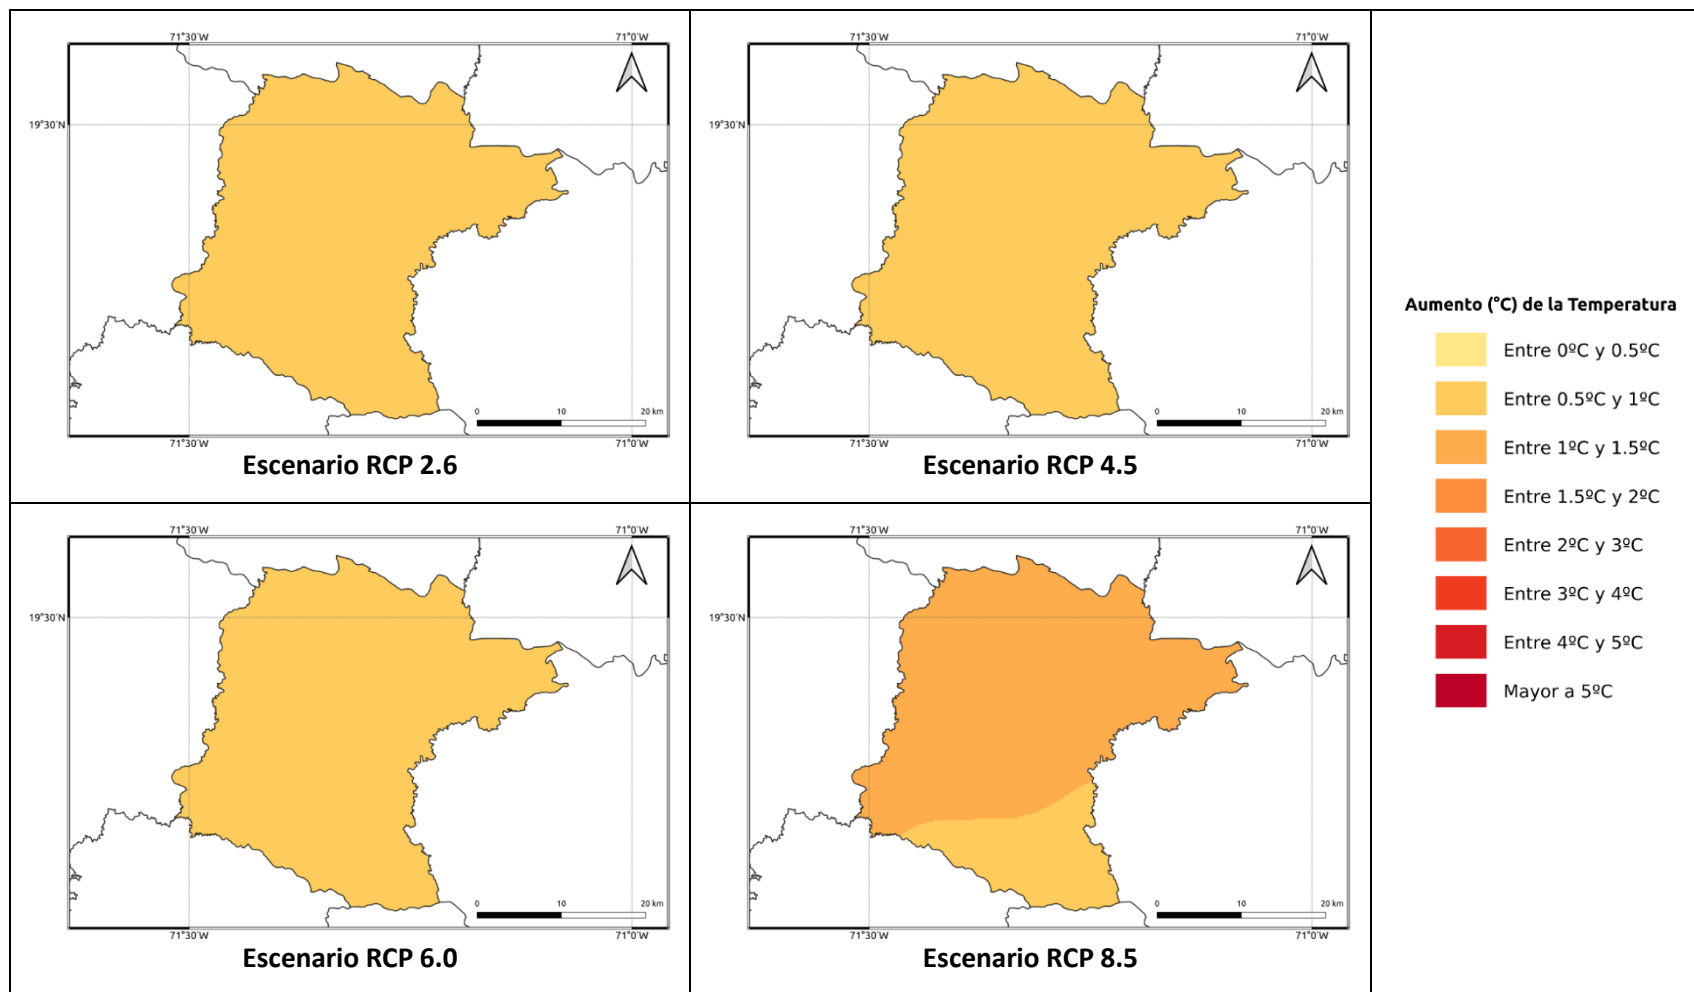 71°30'W 71°0'W
19°30'N
0 10 20 km
71°30'W 71°0'W
Escenario RCP 2.6
71°30'W 71°0'W
19°30'N
0 10 20 km
71°30'W 71°0'W
Escenario RCP 4.5
71°30'W 71°0'W
19°30'N
0 10 20 km
71°30'W 71°0'W
Escenario RCP 6.0
71°30'W 71°0'W
19°30'N
0 10 20 km
71°30'W 71°0'W
Escenario RCP 8.5
Aumento (°C) de la Temperatura
Entre 0ºC y 0.5ºC
Entre 0.5ºC y 1ºC
Entre 1ºC y 1.5ºC
Entre 1.5ºC y 2ºC
Entre 2ºC y 3ºC
Entre 3ºC y 4ºC
Entre 4ºC y 5ºC
Mayor a 5ºC